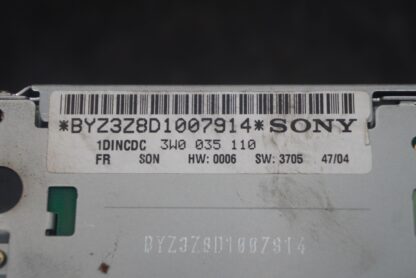 *BYZ3Z8D1007914* SONY
1DINCDC 3W0 035 110
FR SON HW: 0006 SW: 3705 47/04
BYZ3Z8D1007914